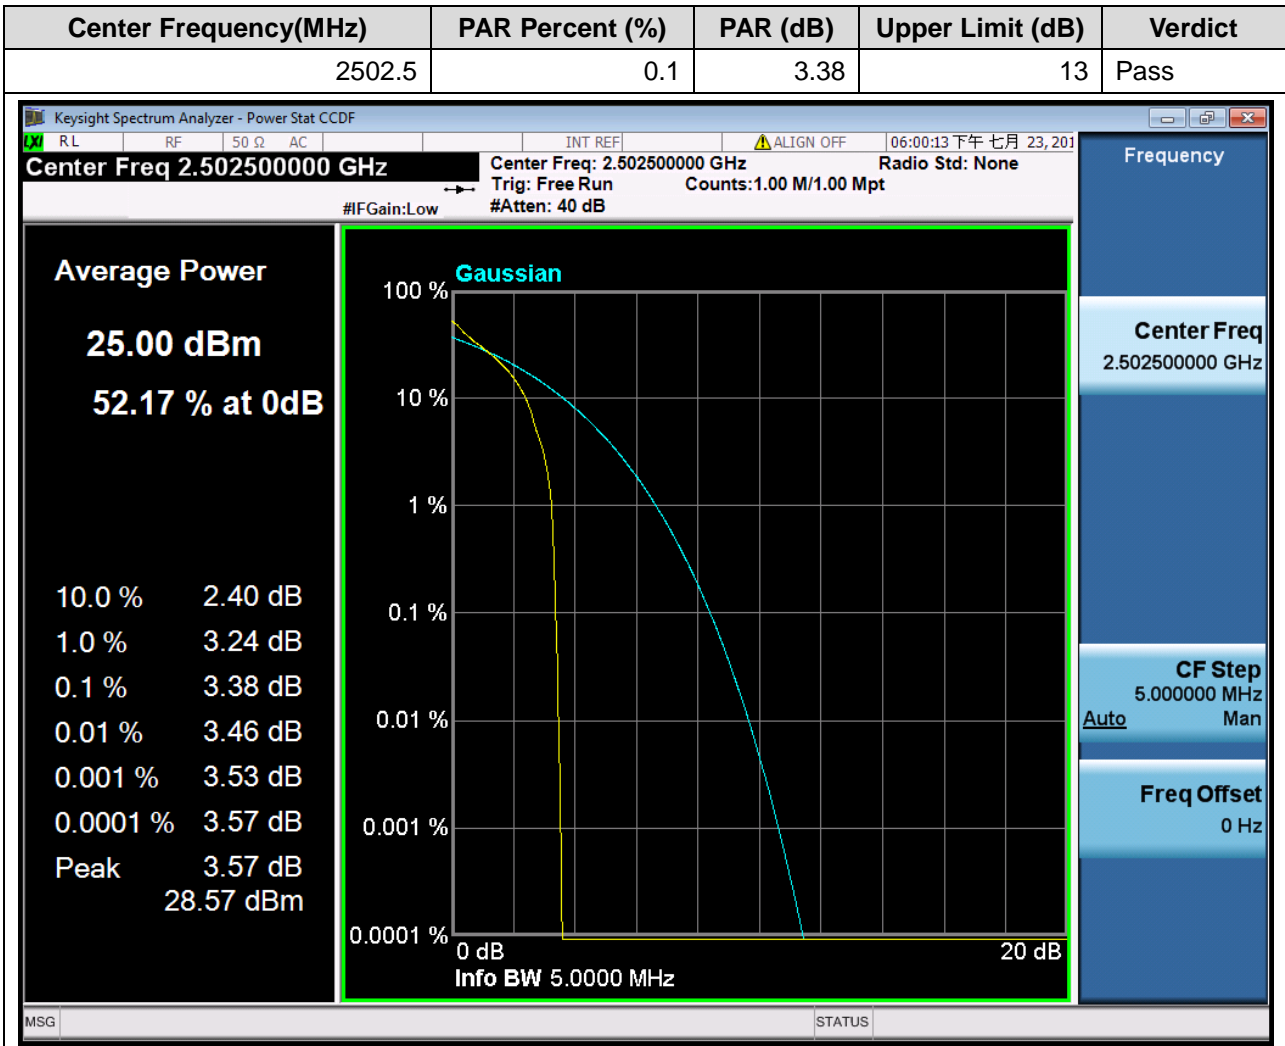 Center Frequency(MHz) PAR Percent (%) PAR (dB) Upper Limit (dB) Verdict
2502.5 0.1 3.38 13 Pass
Keysight Spectrum Analyzer - Power Stat CCDF
LXI RL RF 50 Ω AC INT REF ALIGN OFF 06:00:13 下午 七月 23, 201
Center Freq 2.502500000 GHz
Center Freq: 2.502500000 GHz Radio Std: None
Trig: Free Run Counts:1.00 M/1.00 Mpt
#IFGain:Low #Atten: 40 dB
Average Power
25.00 dBm
52.17 % at 0dB
10.0 % 2.40 dB
1.0 % 3.24 dB
0.1 % 3.38 dB
0.01 % 3.46 dB
0.001 % 3.53 dB
0.0001 % 3.57 dB
Peak 3.57 dB
28.57 dBm
Gaussian
100 %
10 %
1 %
0.1 %
0.01 %
0.001 %
0.0001 %
0 dB 20 dB
Info BW 5.0000 MHz
Frequency
Center Freq
2.502500000 GHz
CF Step
5.000000 MHz
Auto Man
Freq Offset
0 Hz
MSG STATUS